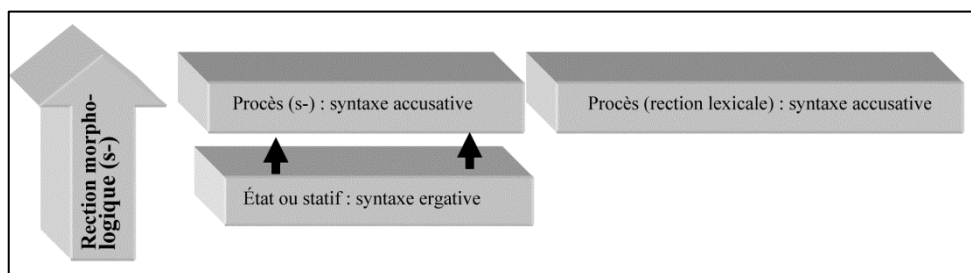 Rection morpho-
logique (s-)
Procès (s-) : syntaxe accusative
Procès (rection lexicale) : syntaxe accusative
État ou statif : syntaxe ergative